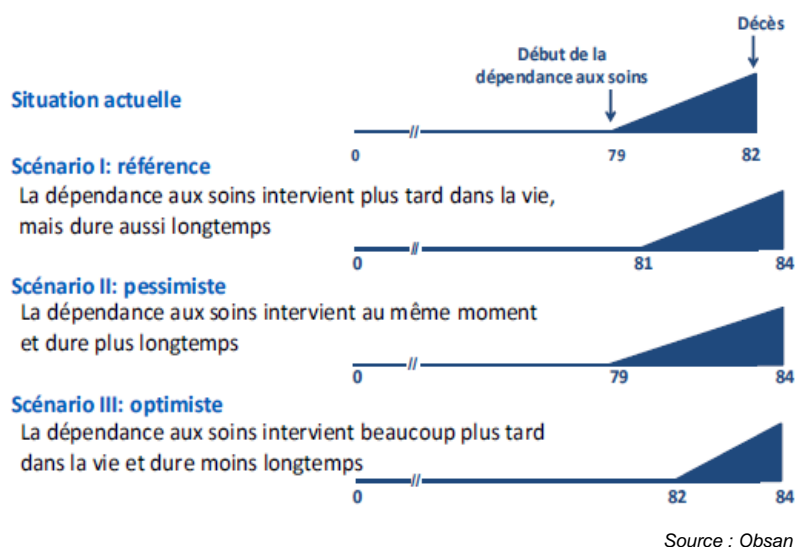 Décès
Début de la
dépendance aux soins
Situation actuelle
0 79 82
Scénario I: référence
La dépendance aux soins intervient plus tard dans la vie,
mais dure aussi longtemps
0 81 84
Scénario II: pessimiste
La dépendance aux soins intervient au même moment
et dure plus longtemps
0 79 84
Scénario III: optimiste
La dépendance aux soins intervient beaucoup plus tard
dans la vie et dure moins longtemps
0 82 84
Source : Obsan